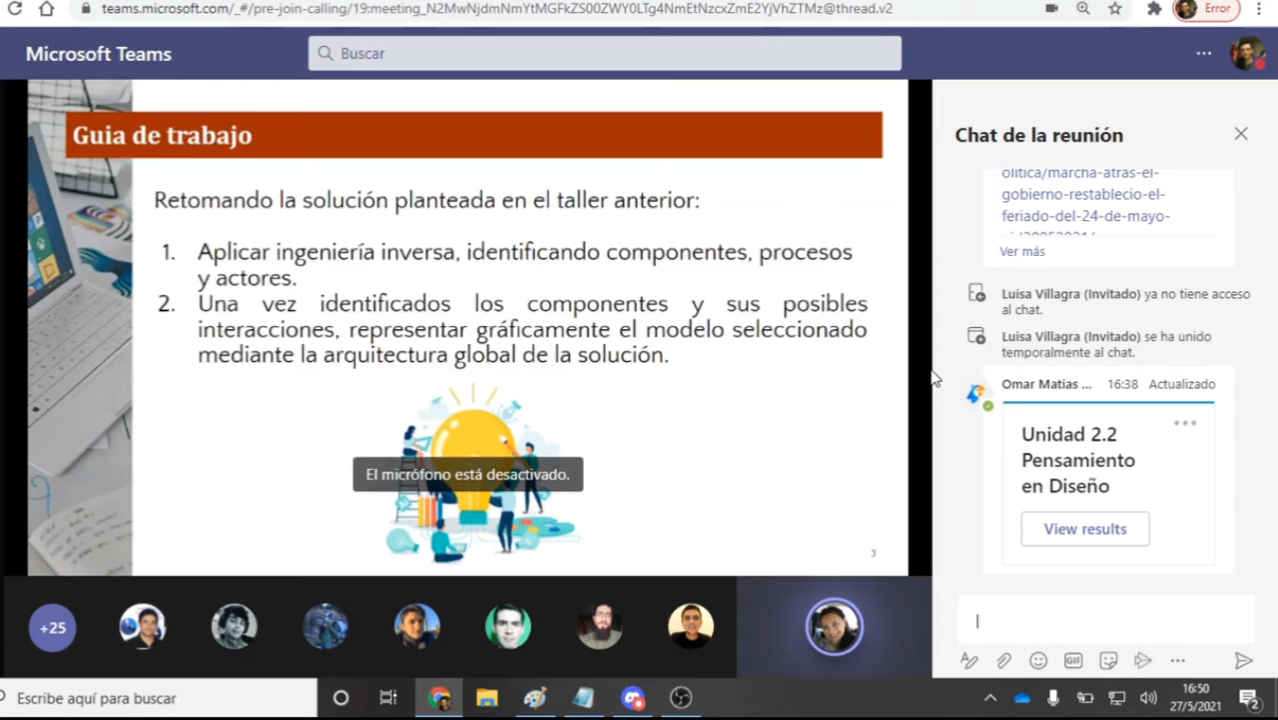 teams.microsoft.com/_#/pre-join-calling/19:meeting_N2MwNjdmNmYtMGFkZS00ZWY0LTg4NmEtNzcxZmE2YjVhZTMz@thread.v2
Error
Microsoft Teams
Buscar
Guia de trabajo
Retomando la solución planteada en el taller anterior:
1. Aplicar ingeniería inversa, identificando componentes, procesos
y actores.
2. Una vez identificados los componentes y sus posibles
interacciones, representar gráficamente el modelo seleccionado
mediante la arquitectura global de la solución.
El micrófono está desactivado.
3
+25
Chat de la reunión
olitica/marcha-atras-el-
gobierno-restablecio-el-
feriado-del-24-de-mayo-
Ver más
Luisa Villagra (Invitado) ya no tiene acceso
al chat.
Luisa Villagra (Invitado) se ha unido
temporalmente al chat.
Omar Matias ... 16:38 Actualizado
Unidad 2.2
Pensamiento
en Diseño
View results
GIF
Escribe aquí para buscar
16:50
27/5/2021
2